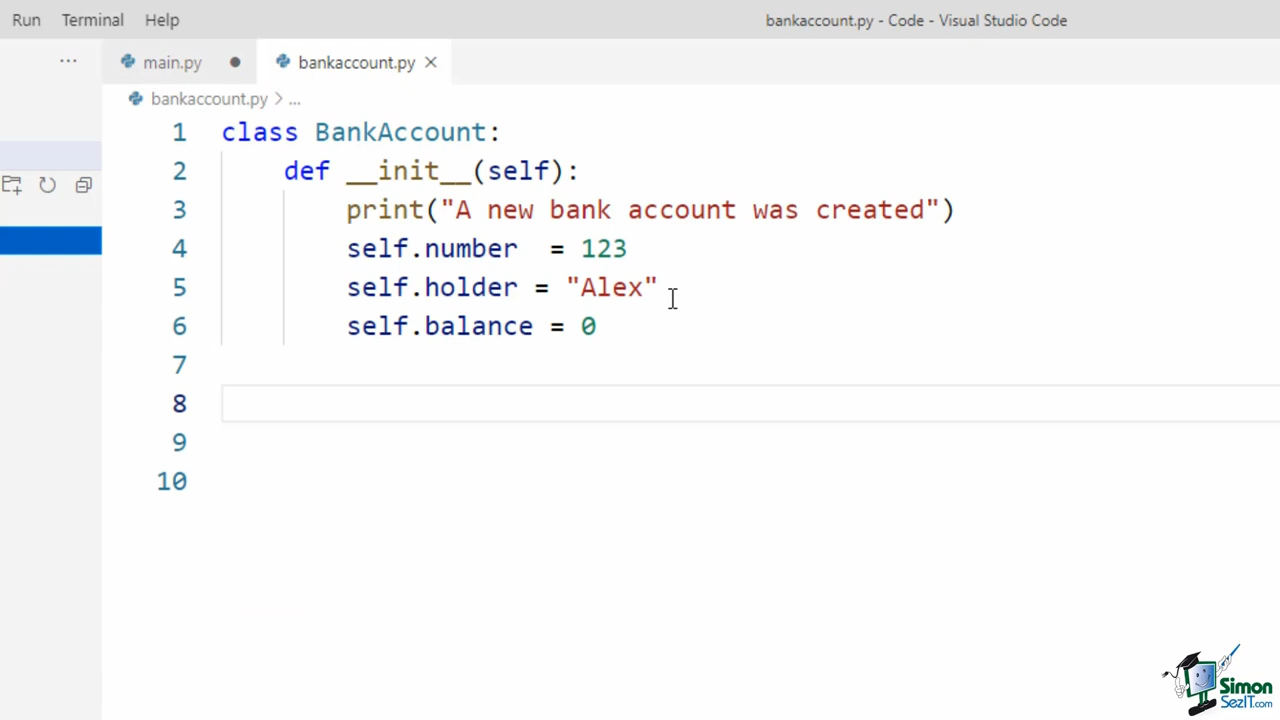 Run Terminal Help bankaccount.py - Code - Visual Studio Code
... main.py bankaccount.py
bankaccount.py > ...
1 class BankAccount:
2     def __init__(self):
3         print("A new bank account was created")
4         self.number  = 123
5         self.holder = "Alex"
6         self.balance = 0
7
8
9
10
Simon
SezIT.com